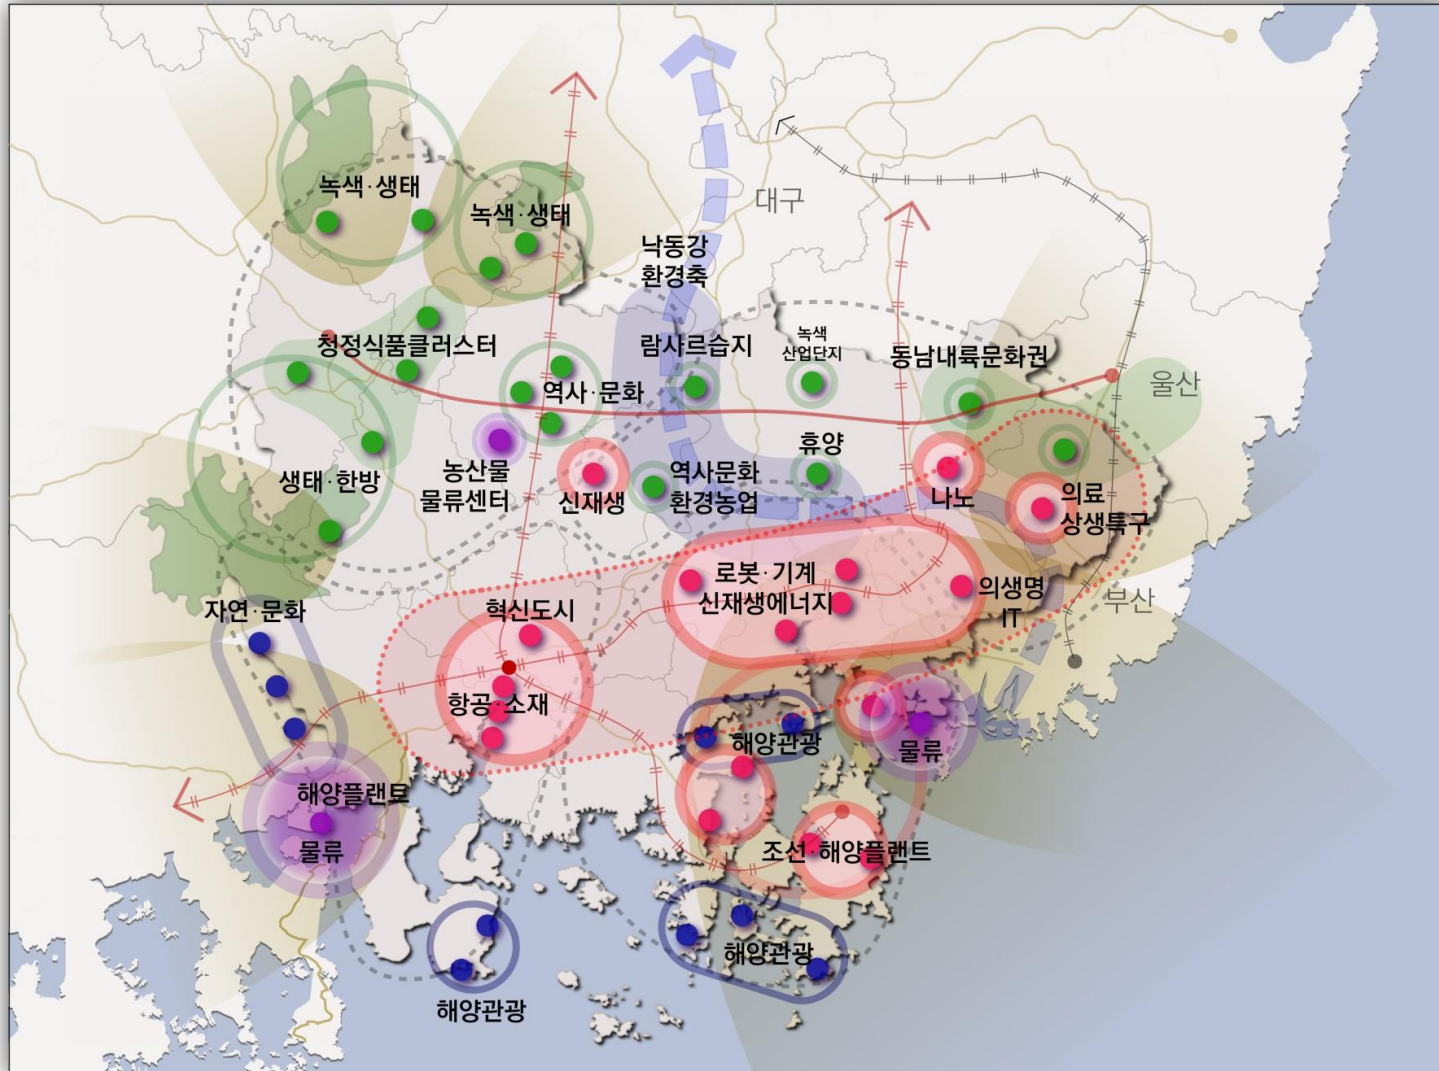 녹색·생태
녹색·생태
대구
낙동강
환경축
청정식품클러스터
람사르습지
녹색
산업단지
동남내륙문화권
울산
역사·문화
생태·한방
농산물
물류센터
신재생
역사문화
환경농업
휴양
나노
의료
상생특구
자연·문화
혁신도시
로봇·기계
신재생에너지
의생명
IT
부산
항공·소재
해양관광
물류
해양플랜트
물류
조선·해양플랜트
해양관광
해양관광